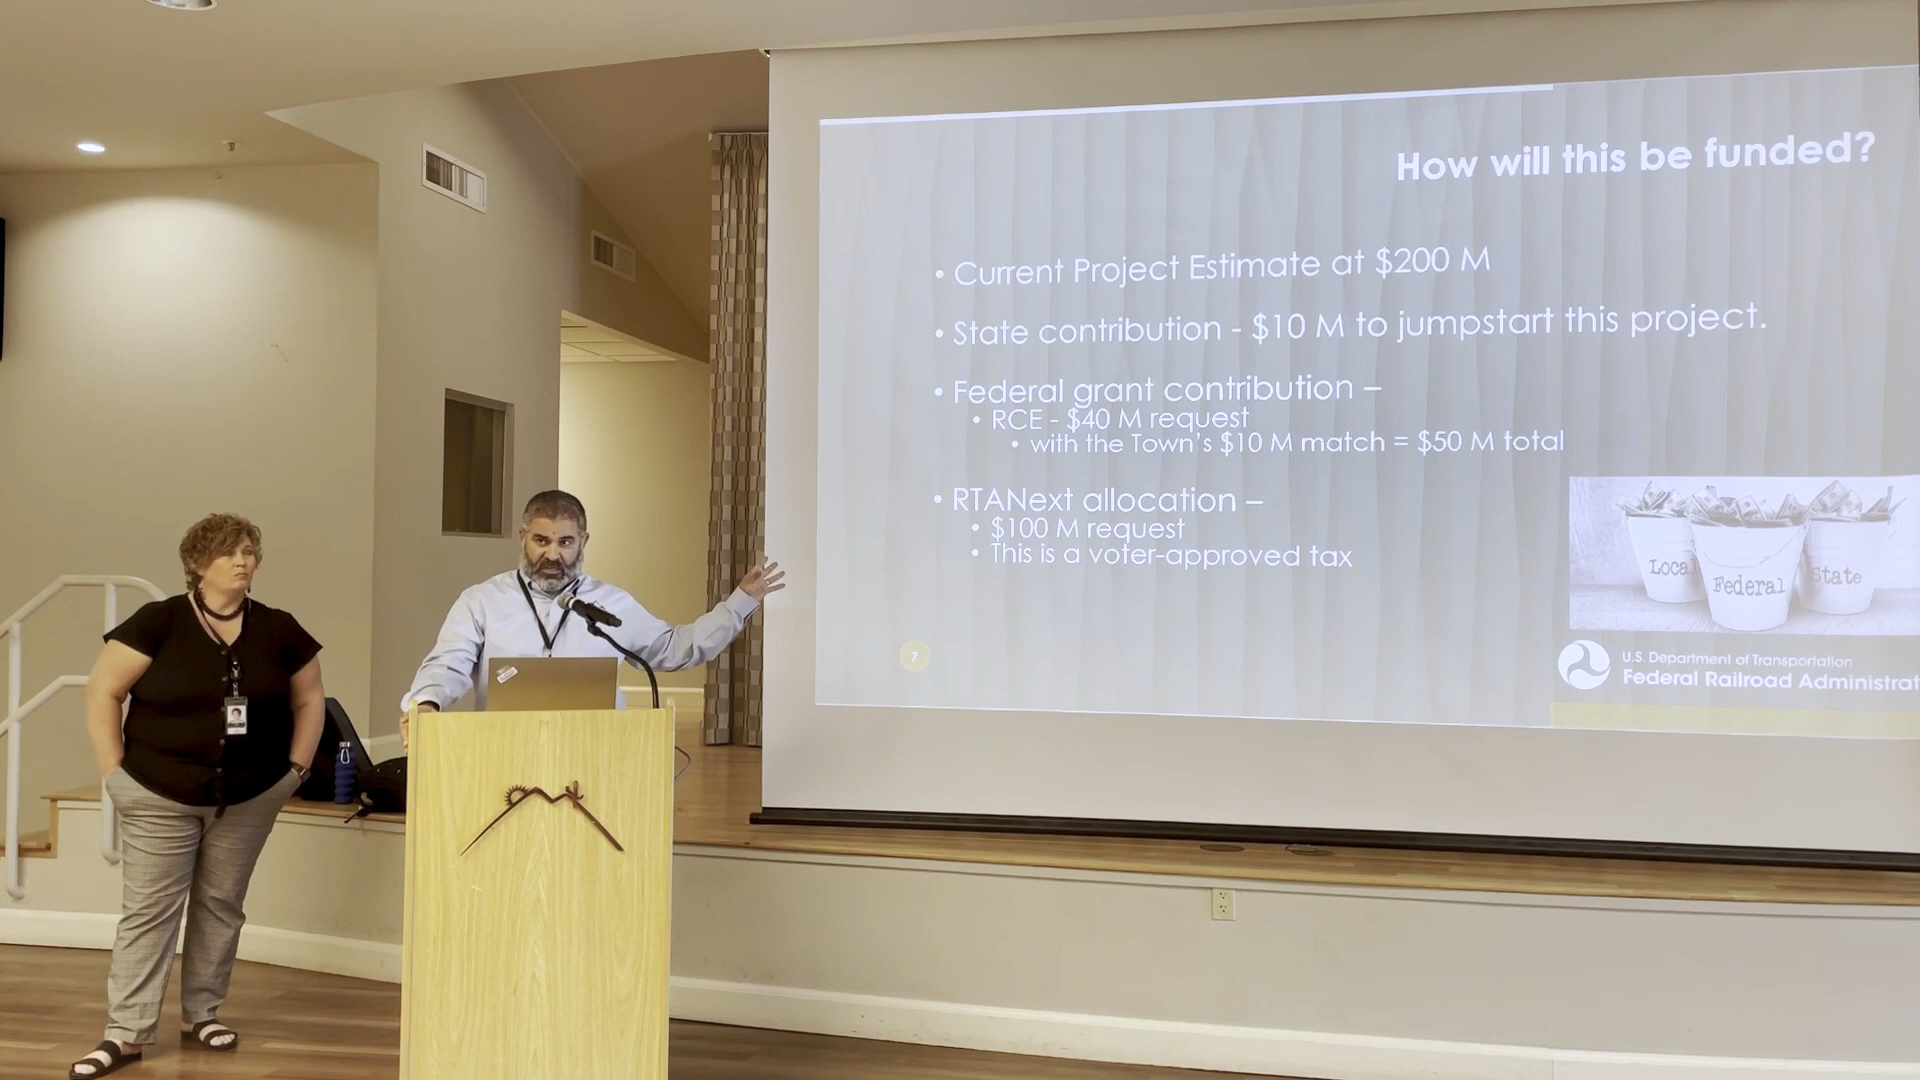 How will this be funded?
• Current Project Estimate at $200 M
• State contribution - $10 M to jumpstart this project.
• Federal grant contribution –
• RCE - $40 M request
• with the Town's $10 M match = $50 M total
• RTANext allocation –
• $100 M request
• This is a voter-approved tax
Local
Federal
State
7
U.S. Department of Transportation
Federal Railroad Administrat